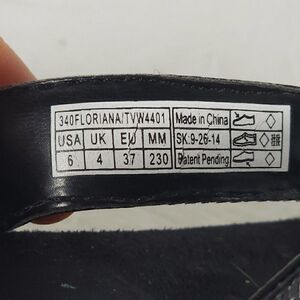 340FLORIANA/TVW4401
USA UK EU MM
6 4 37 230
Made in China
SK:9-26-14
Patent Pending